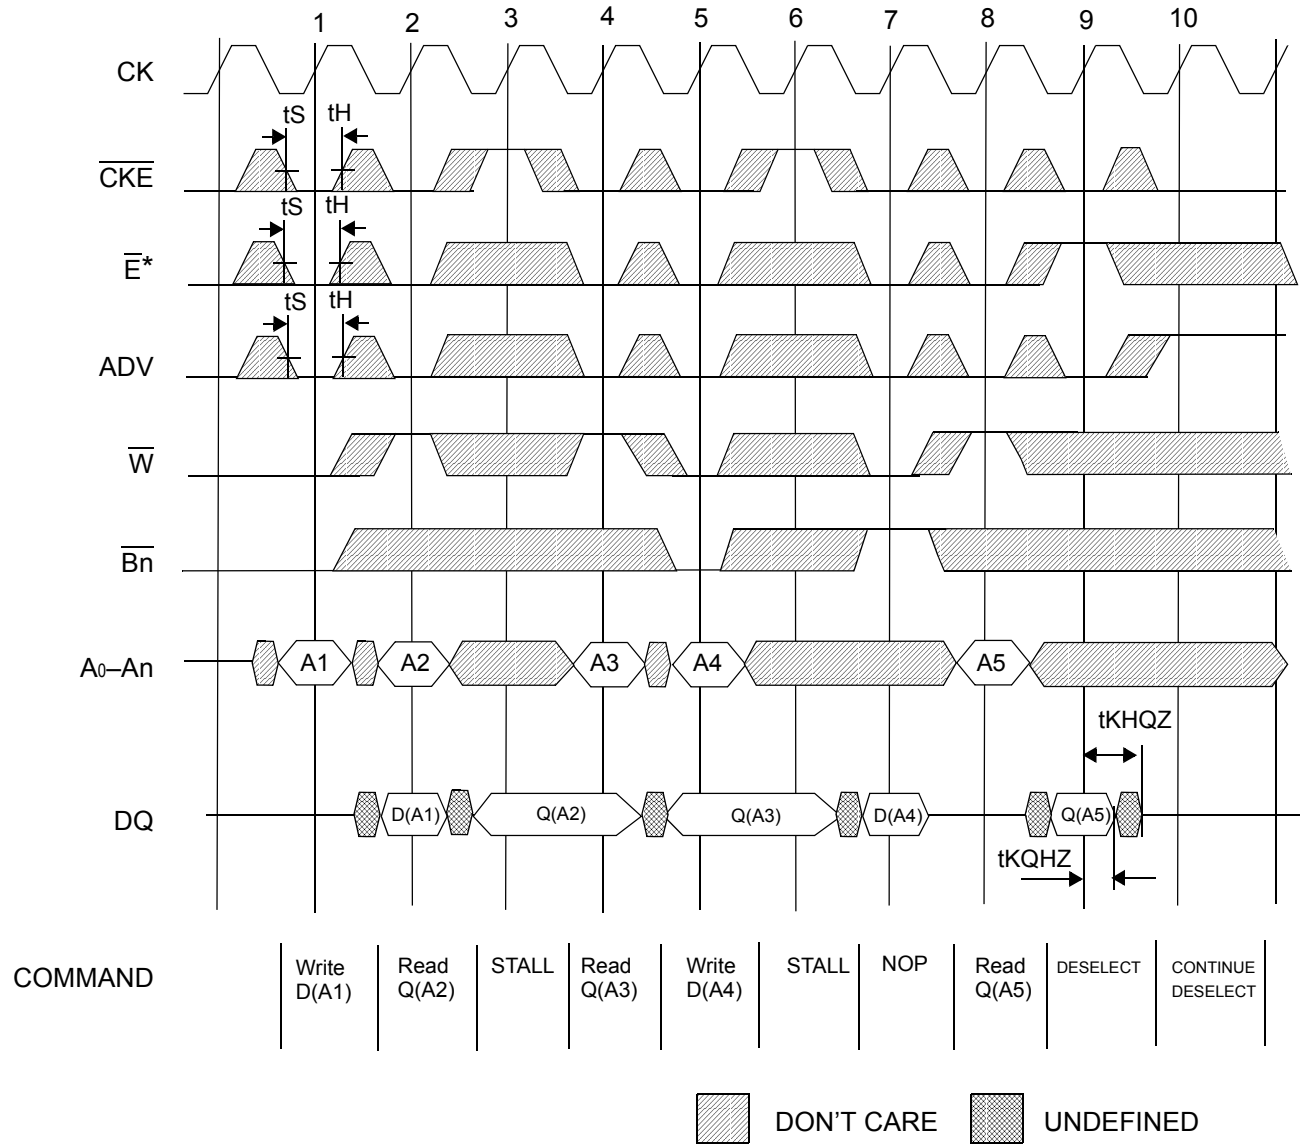 1 2 3 4 5 6 7 8 9 10
CK
tS tH
CKE
tS tH
E*
tS tH
ADV
W
Bn
A0–An A1 A2 A3 A4 A5
tKHQZ
DQ D(A1) Q(A2) Q(A3) D(A4) Q(A5)
tKQHZ
COMMAND
Write D(A1)
Read Q(A2)
STALL
Read Q(A3)
Write D(A4)
STALL
NOP
Read Q(A5)
DESELECT
CONTINUE DESELECT
DON'T CARE UNDEFINED